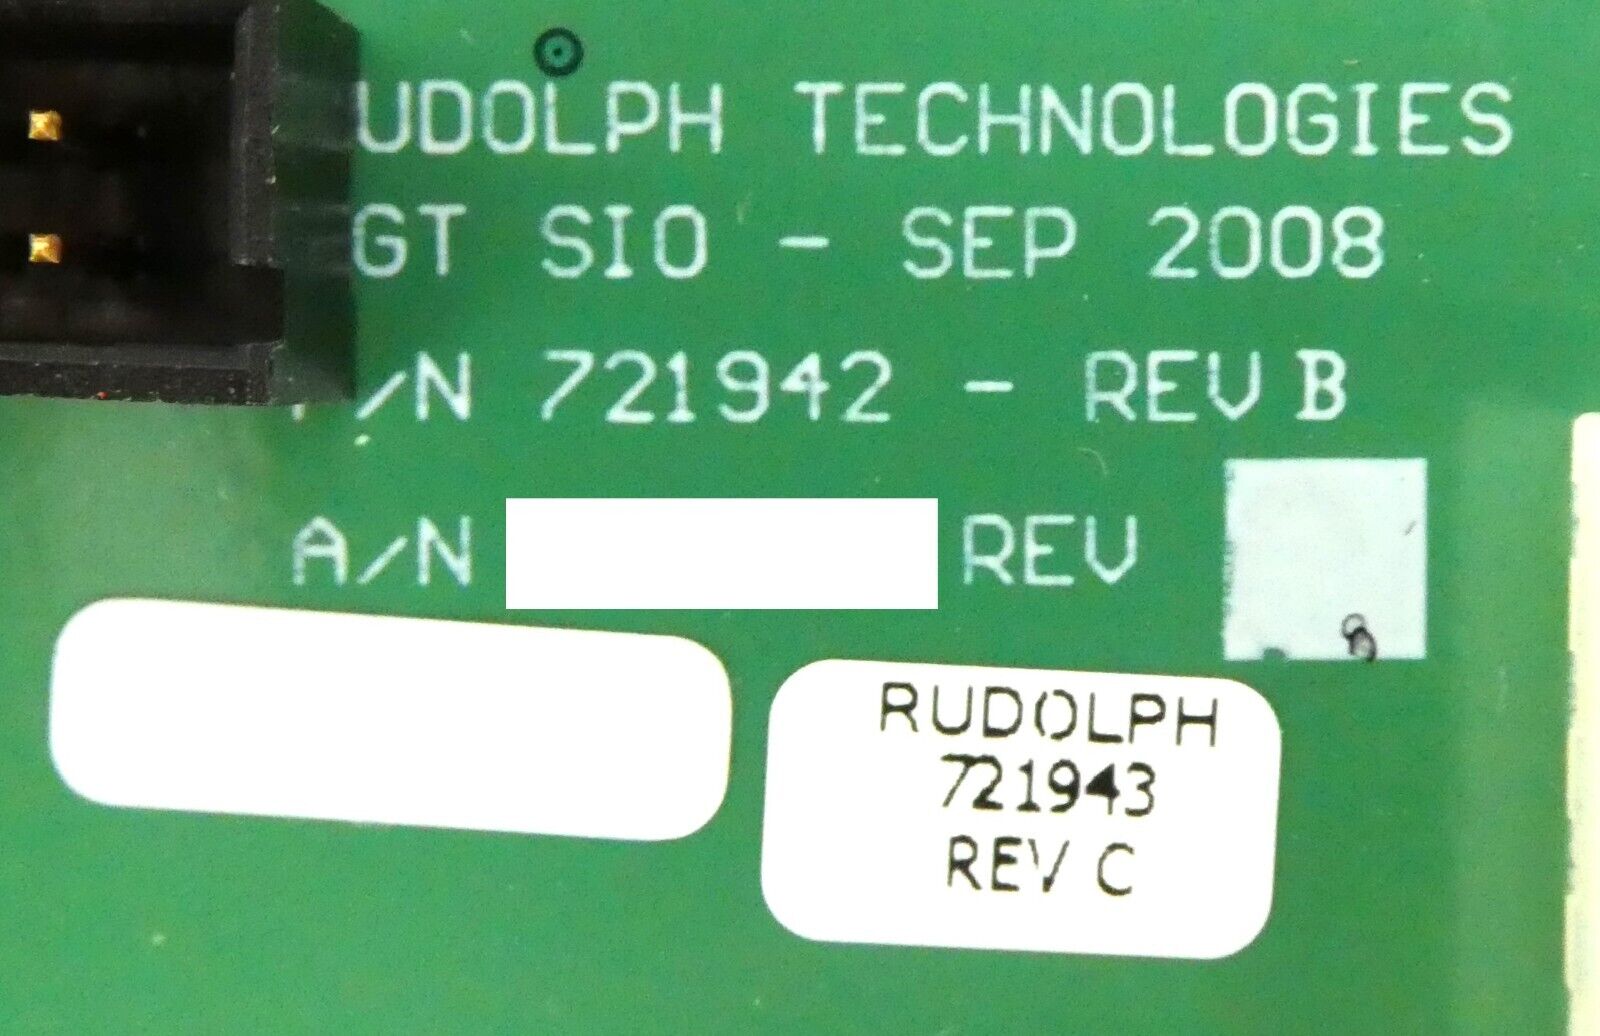 UDOLPH TECHNOLOGIES
GT SIO - SEP 2008
/N 721942 - REV B
A/N REV
RUDOLPH
721943
REV C